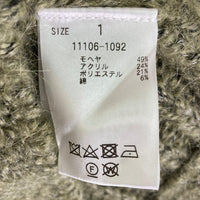 SIZE 1
11106-1092
モヘヤ 49%
アクリル 24%
ポリエステル 21%
綿 6%